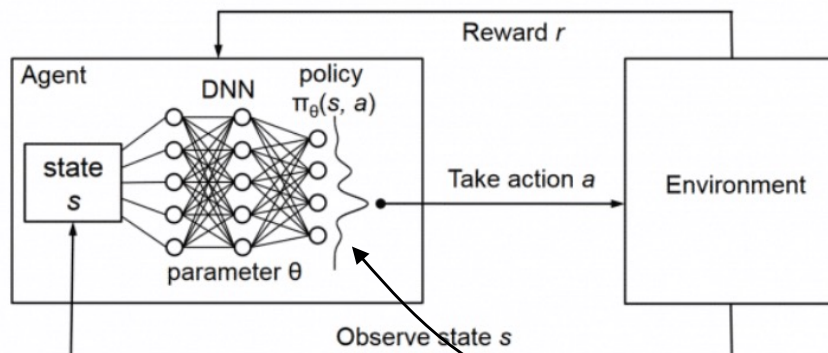 Reward r
Agent
DNN
policy
πθ(s, a)
state
s
Take action a
Environment
parameter θ
Observe state s